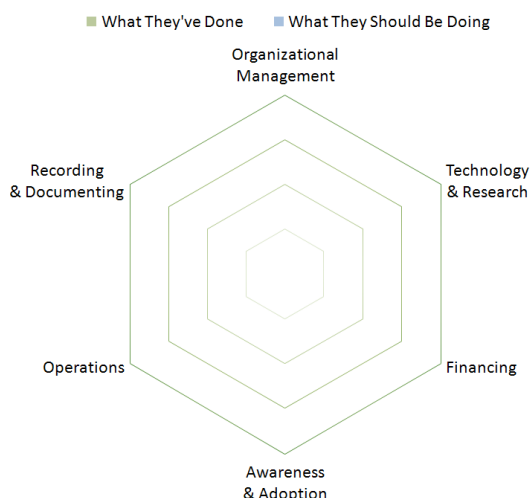 What They've Done What They Should Be Doing
Organizational
Management
Recording
& Documenting
Technology
& Research
Operations
Financing
Awareness
& Adoption